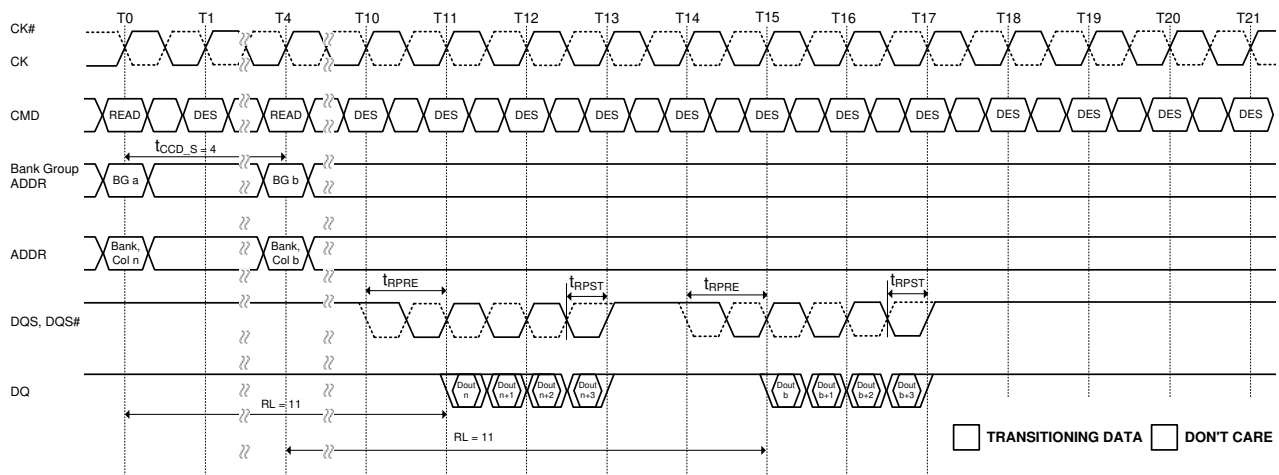 T0 T1 T4 T10 T11 T12 T13 T14 T15 T16 T17 T18 T19 T20 T21
CK#
CK
CMD READ DES READ DES DES DES DES DES DES DES DES DES DES DES DES
tCCD_S = 4
Bank Group
ADDR
BG a BG b
ADDR
Bank,
Col n
Bank,
Col b
tRPRE tRPST tRPRE tRPST
DQS, DQS#
DQ
Dout
n
Dout
n+1
Dout
n+2
Dout
n+3
Dout
b
Dout
b+1
Dout
b+2
Dout
b+3
RL = 11
RL = 11
TRANSITIONING DATA DON'T CARE